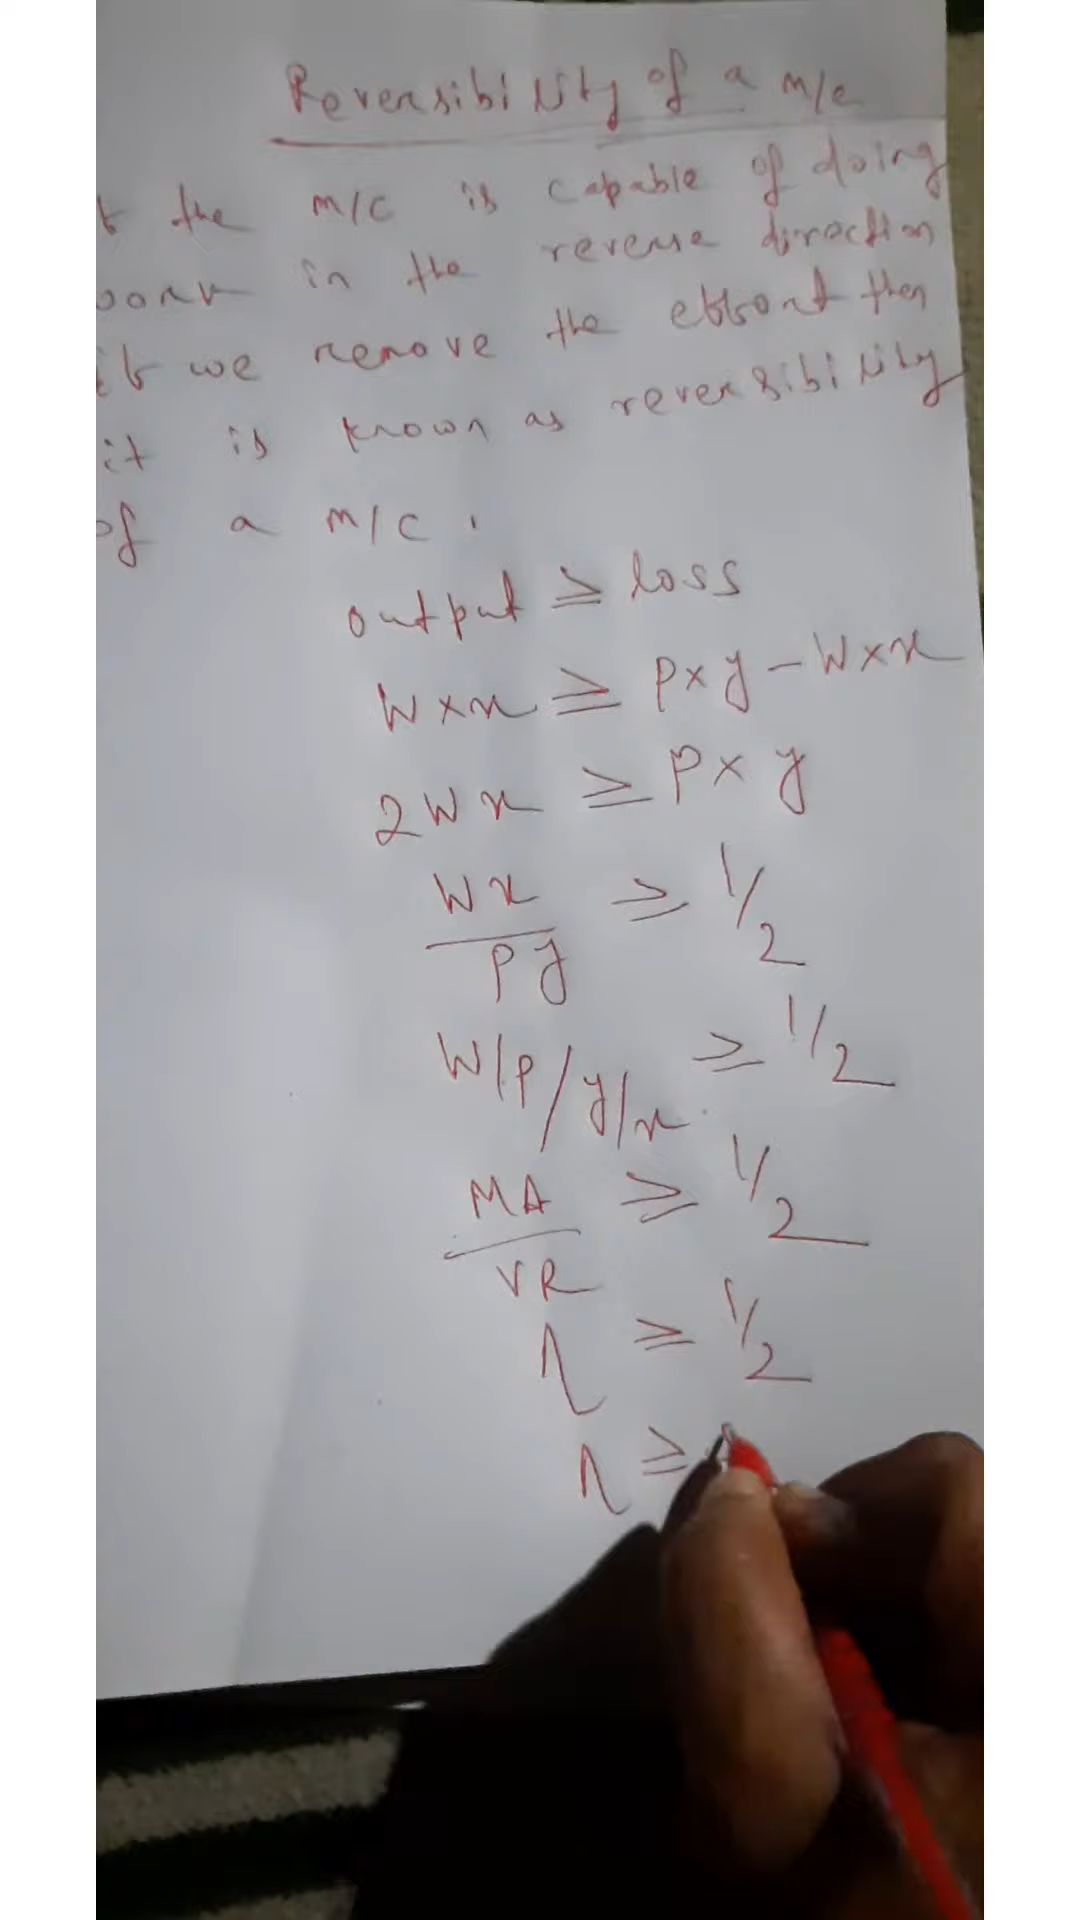 Reversibility of a m/c
the m/c is capable of doing
in the reverse direction
if we remove the effort then
it is known as reversibility
of a m/c.
output ≥ loss
W×x ≥ P×y - W×x
2Wx ≥ P×y
Wx/Py ≥ 1/2
W/P/y/x ≥ 1/2
MA/VR ≥ 1/2
η ≥ 1/2
η ≥